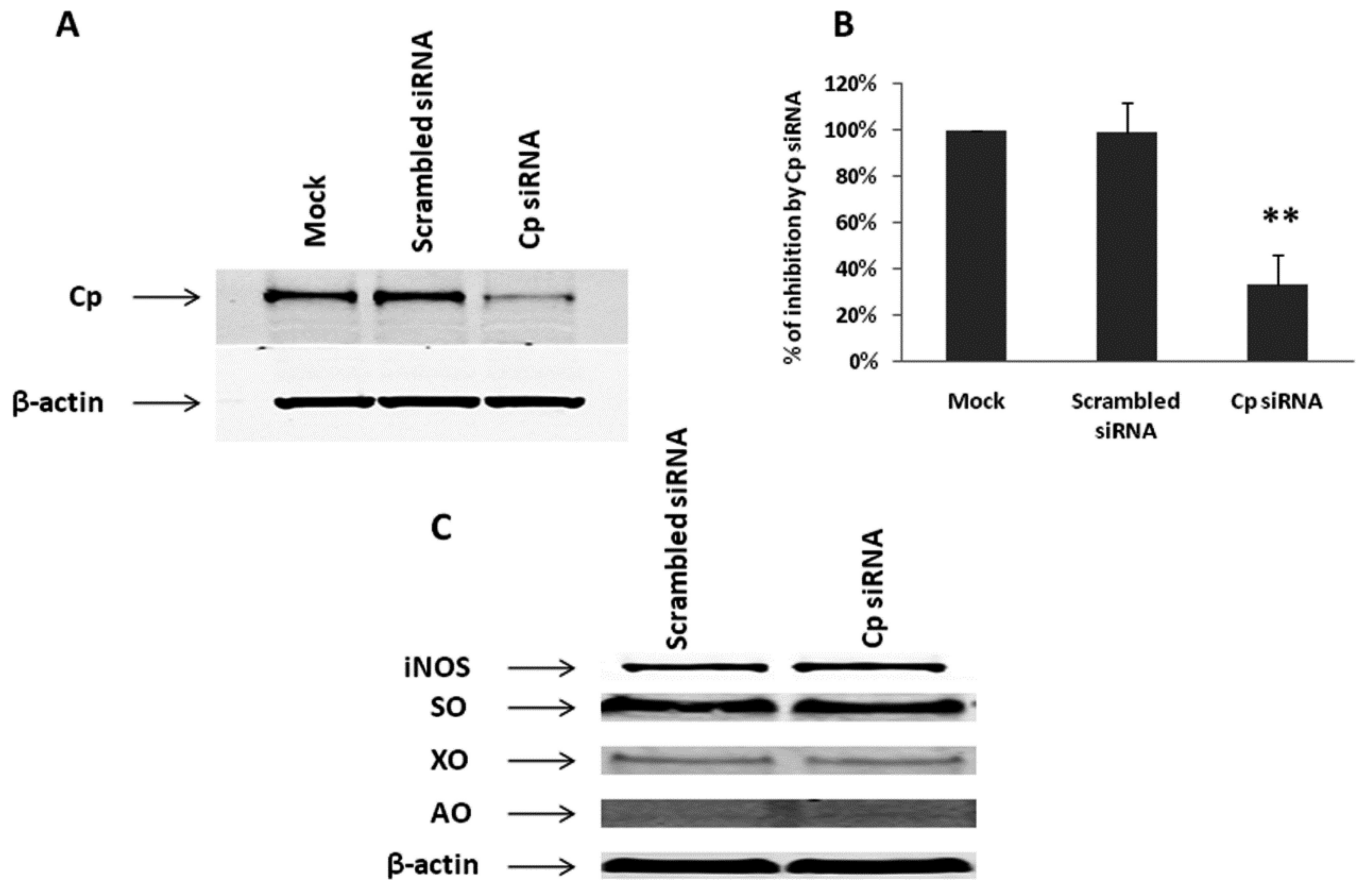 A
Mock
Scrambled siRNA
Cp siRNA
Cp
β-actin
B
% of inhibition by Cp siRNA
120%
100%
80%
60%
40%
20%
0%
**
Mock
Scrambled
siRNA
Cp siRNA
C
Scrambled siRNA
Cp siRNA
iNOS
SO
XO
AO
β-actin